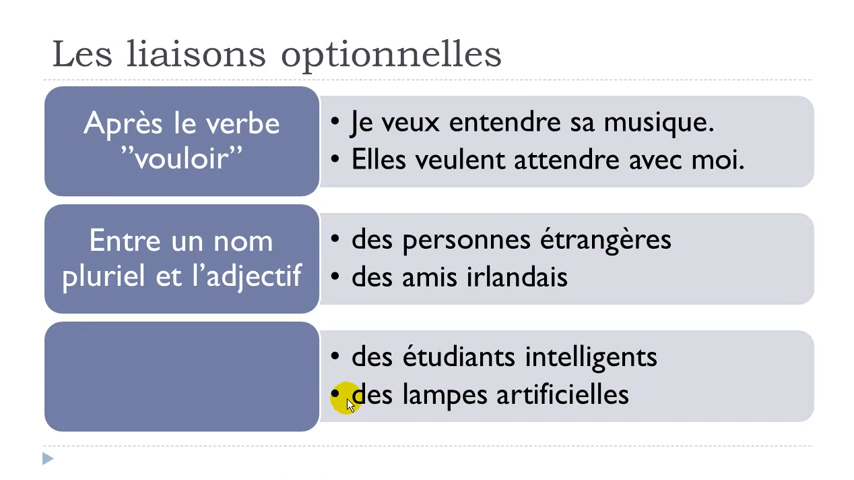 Les liaisons optionnelles
Après le verbe
”vouloir”
• Je veux entendre sa musique.
• Elles veulent attendre avec moi.
Entre un nom
pluriel et l’adjectif
• des personnes étrangères
• des amis irlandais
• des étudiants intelligents
• des lampes artificielles